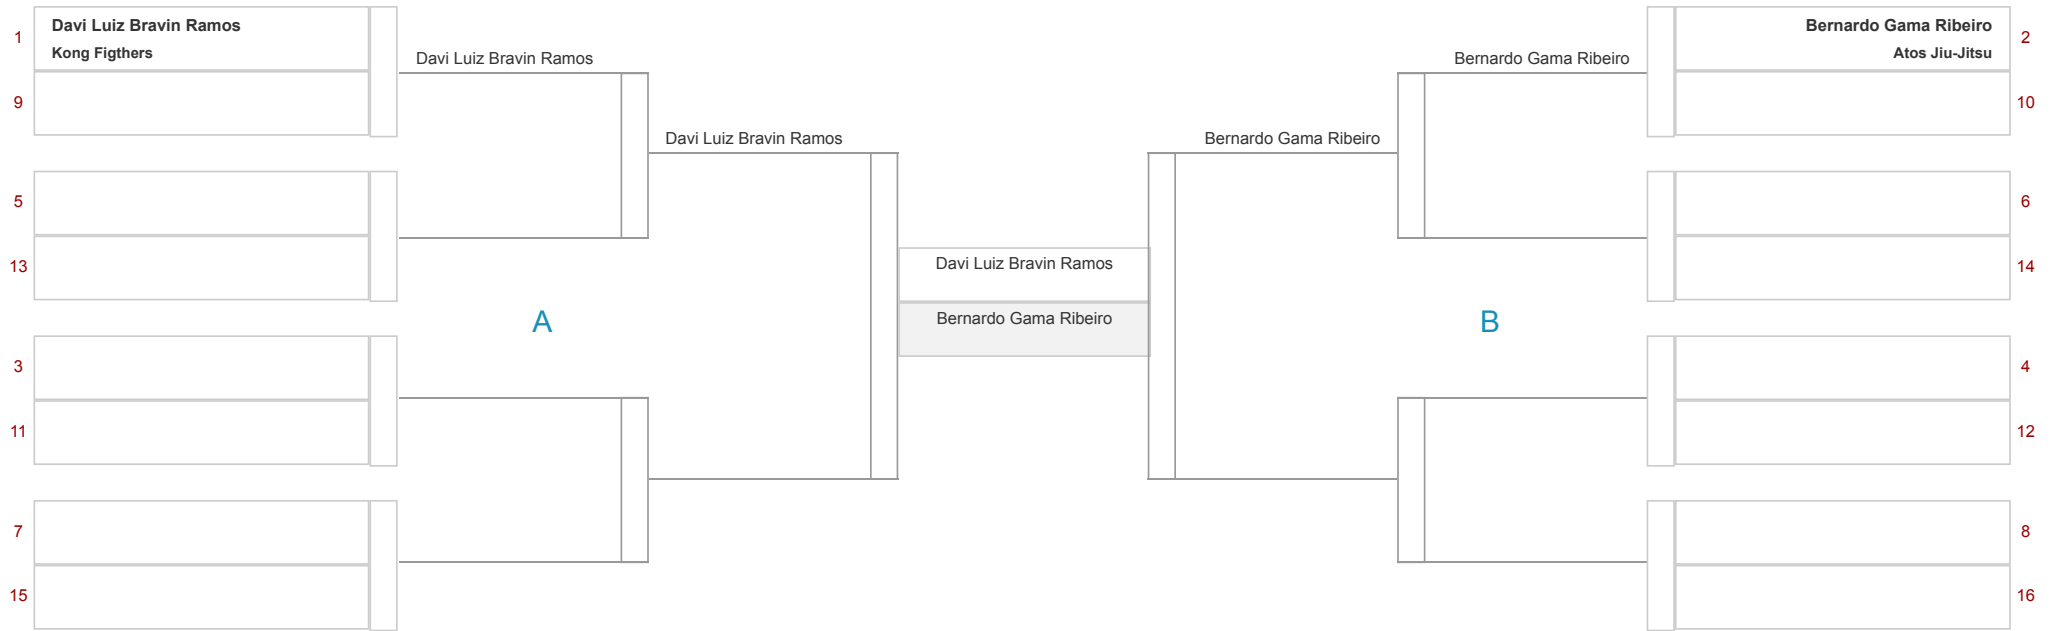 1
Davi Luiz Bravin Ramos
Kong Figthers
9
5
13
3
11
7
15
Davi Luiz Bravin Ramos
Davi Luiz Bravin Ramos
A
Davi Luiz Bravin Ramos
Bernardo Gama Ribeiro
Bernardo Gama Ribeiro
Bernardo Gama Ribeiro
B
Bernardo Gama Ribeiro
Atos Jiu-Jitsu
2
10
6
14
4
12
8
16